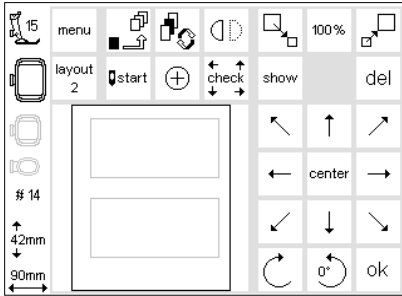 15
menu
100%
layout
2
start
check
show
del
center
# 14
42mm
90mm
0°
ok